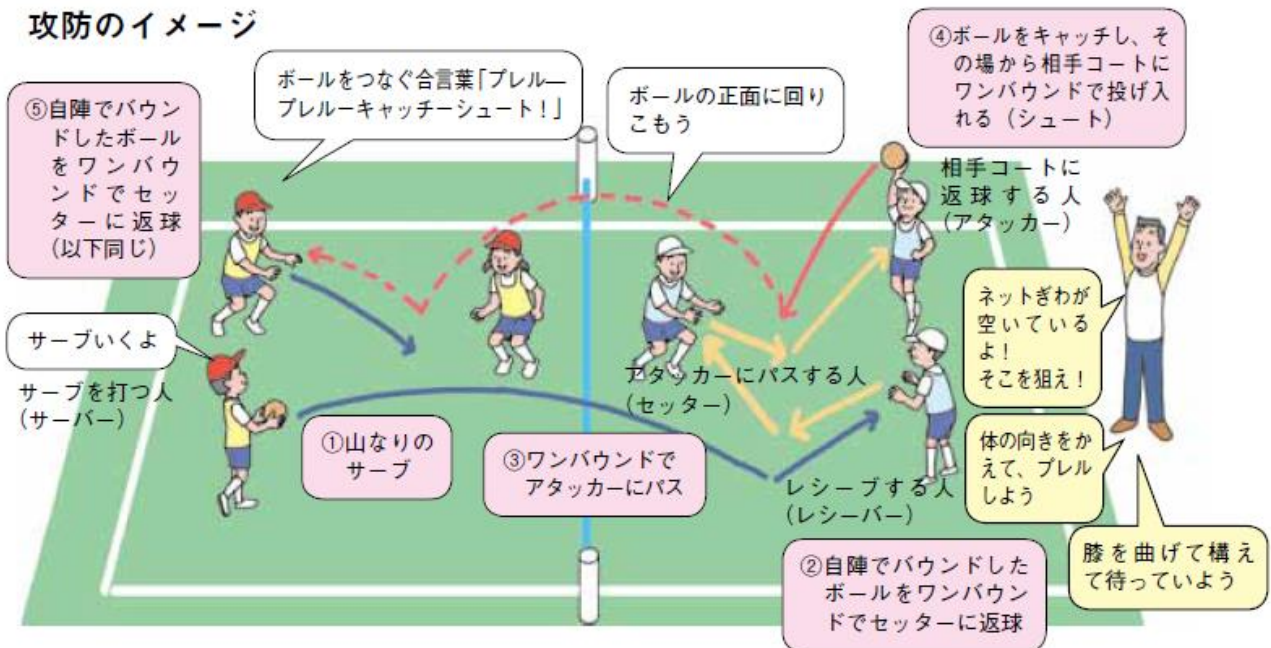 攻防のイメージ
⑤自陣でバウン
ドしたボール
をワンバウ
ンドでセッ
ターに返球
(以下同じ)
ボールをつなぐ合言葉「プレル―
プレルーキャッチーシュート!」
ボールの正面に回り
こもう
④ボールをキャッチし、そ
の場から相手コートに
ワンバウンドで投げ入
れる(シュート)
相手コートに
返球する人
(アタッカー)
サーブいくよ
サーブを打つ人
(サーバー)
①山なりの
サーブ
③ワンバウンドで
アタッカーにパス
アタッカーにパスする人
(セッター)
レシーブする人
(レシーバー)
②自陣でバウンドした
ボールをワンバウン
ドでセッターに返球
ネットぎわが
空いている
よ!
そこを狙え!
体の向きをか
えて、プレル
しよう
膝を曲げて構え
て待っていよう